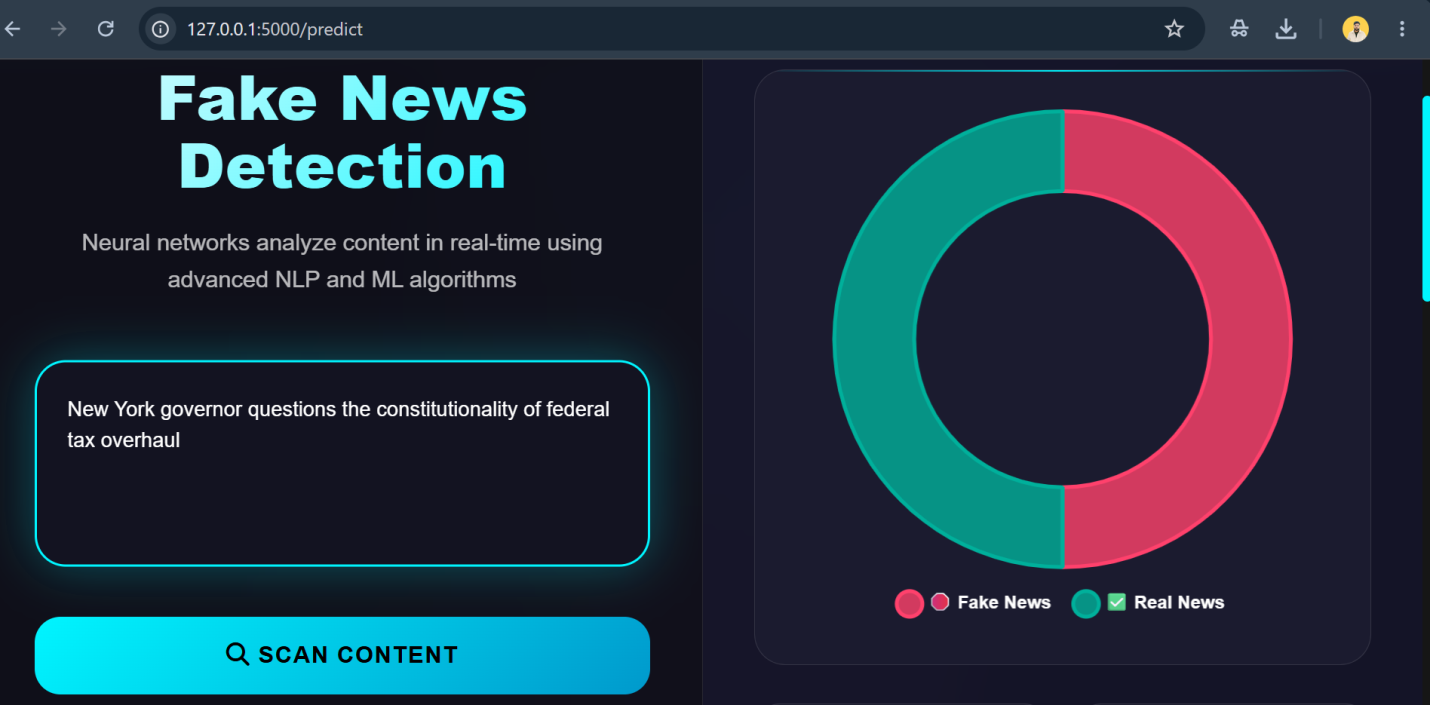 127.0.0.1:5000/predict
Fake News
Detection
Neural networks analyze content in real-time using
advanced NLP and ML algorithms
New York governor questions the constitutionality of federal
tax overhaul
SCAN CONTENT
Fake News
Real News